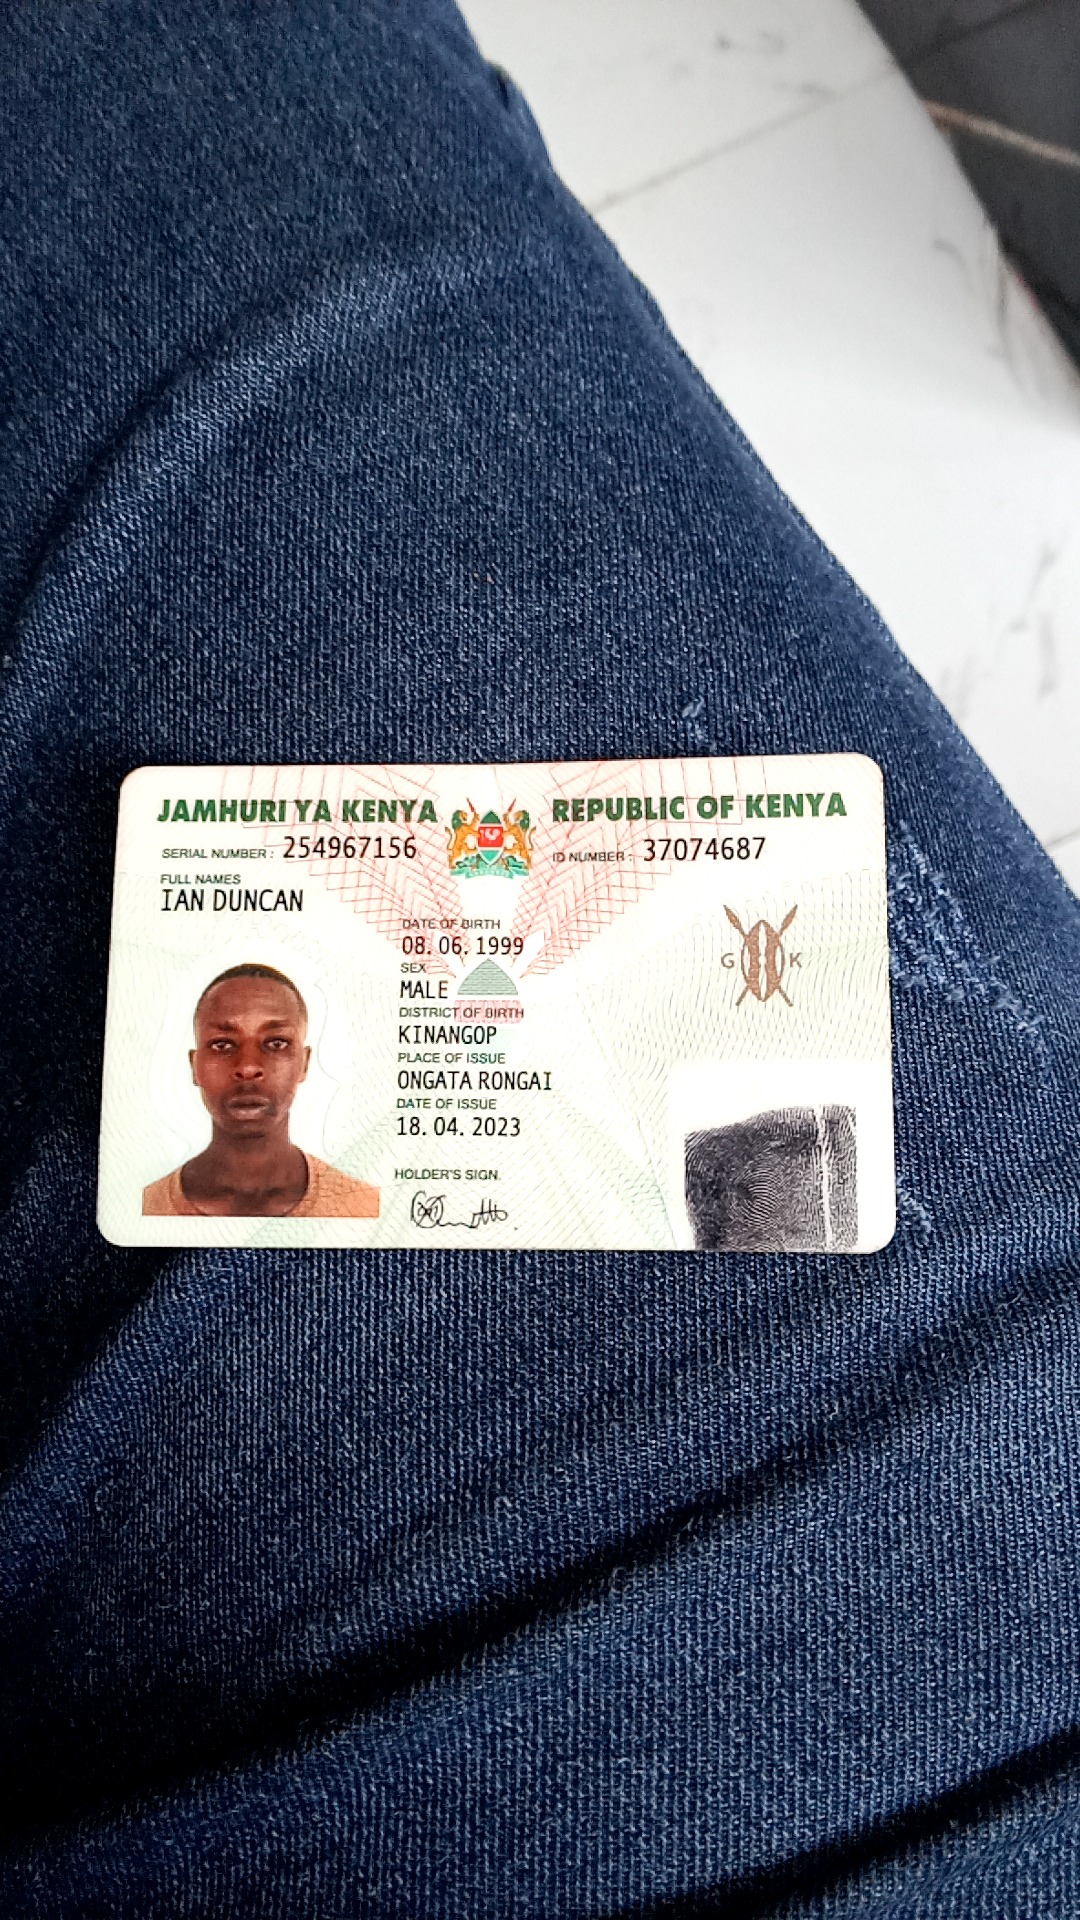 JAMHURI YA KENYA REPUBLIC OF KENYA
SERIAL NUMBER: 254967156 ID NUMBER: 37074687
FULL NAMES
IAN DUNCAN
DATE OF BIRTH
08. 06. 1999
SEX
MALE
G K
DISTRICT OF BIRTH
KINANGOP
PLACE OF ISSUE
ONGATA RONGAI
DATE OF ISSUE
18. 04. 2023
HOLDER'S SIGN.